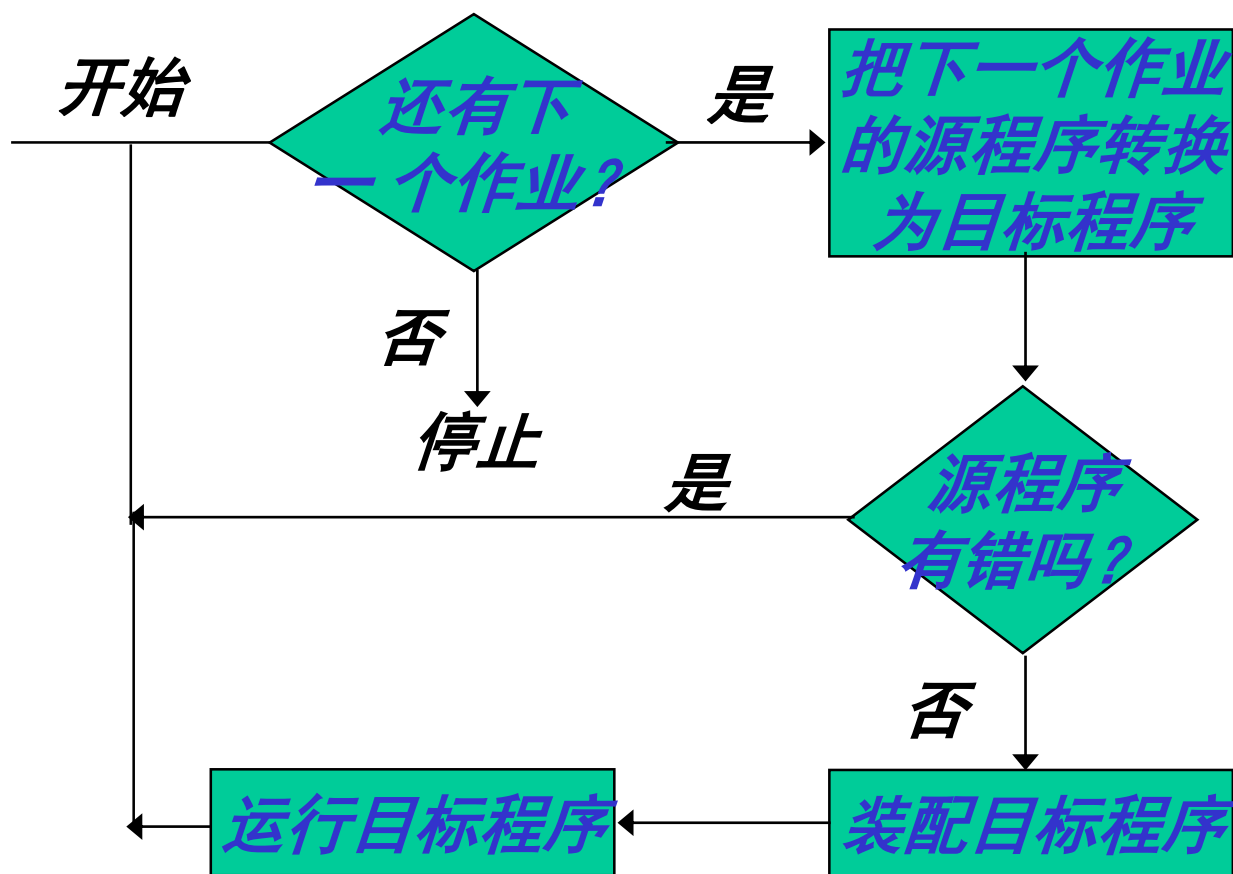 开始
还有下
一 个作业？
是
把下一个作业
的源程序转换
为目标程序
否
停止
是
源程序
有错吗？
否
运行目标程序
装配目标程序